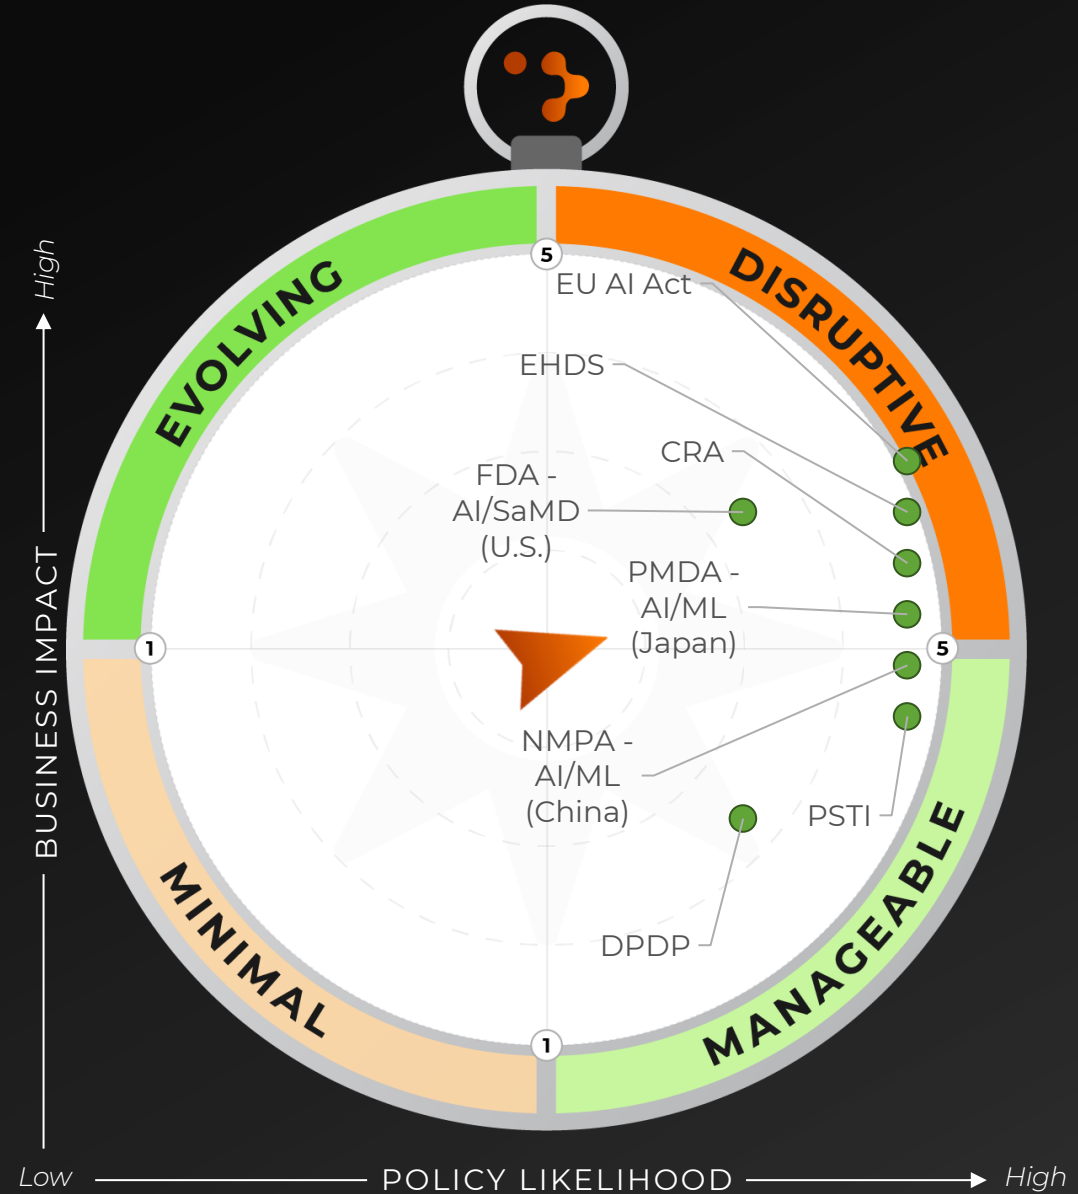 EVOLVING
DISRUPTIVE
5
EU AI Act
EHDS
CRA
FDA -
AI/SaMD
(U.S.)
PMDA -
AI/ML
(Japan)
1
5
NMPA -
AI/ML
(China)
PSTI
DPDP
MINIMAL
MANAGEABLE
1
High
BUSINESS IMPACT
Low
POLICY LIKELIHOOD
High